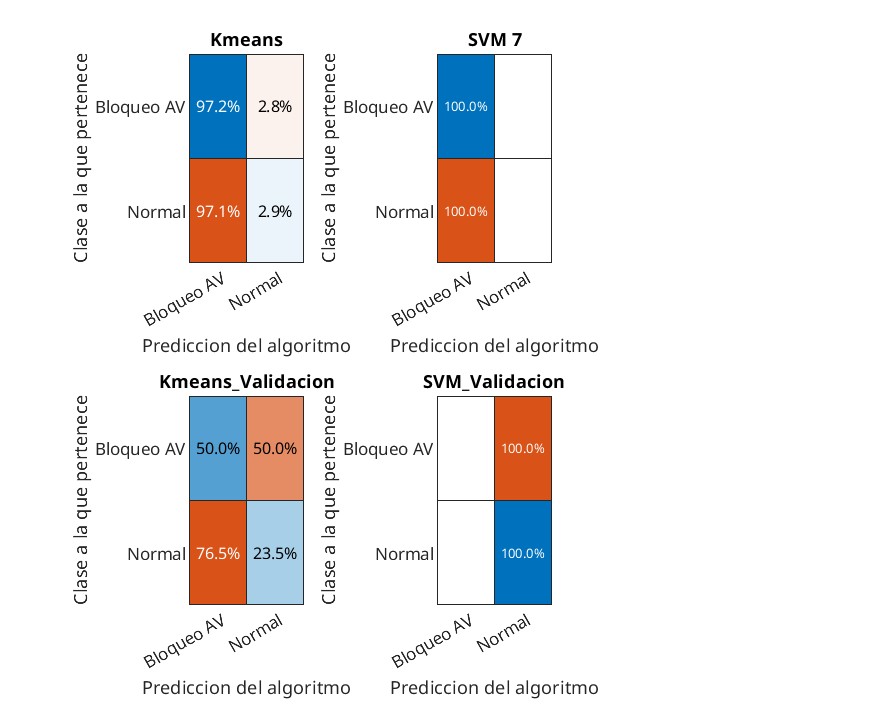 Kmeans
Clase a la que pertenece
Bloqueo AV
97.2%
2.8%
Normal
97.1%
2.9%
Bloqueo AV
Normal
Prediccion del algoritmo
SVM 7
Clase a la que pertenece
Bloqueo AV
100.0%
Normal
100.0%
Bloqueo AV
Normal
Prediccion del algoritmo
Kmeans_Validacion
Clase a la que pertenece
Bloqueo AV
50.0%
50.0%
Normal
76.5%
23.5%
Bloqueo AV
Normal
Prediccion del algoritmo
SVM_Validacion
Clase a la que pertenece
Bloqueo AV
100.0%
Normal
100.0%
Bloqueo AV
Normal
Prediccion del algoritmo